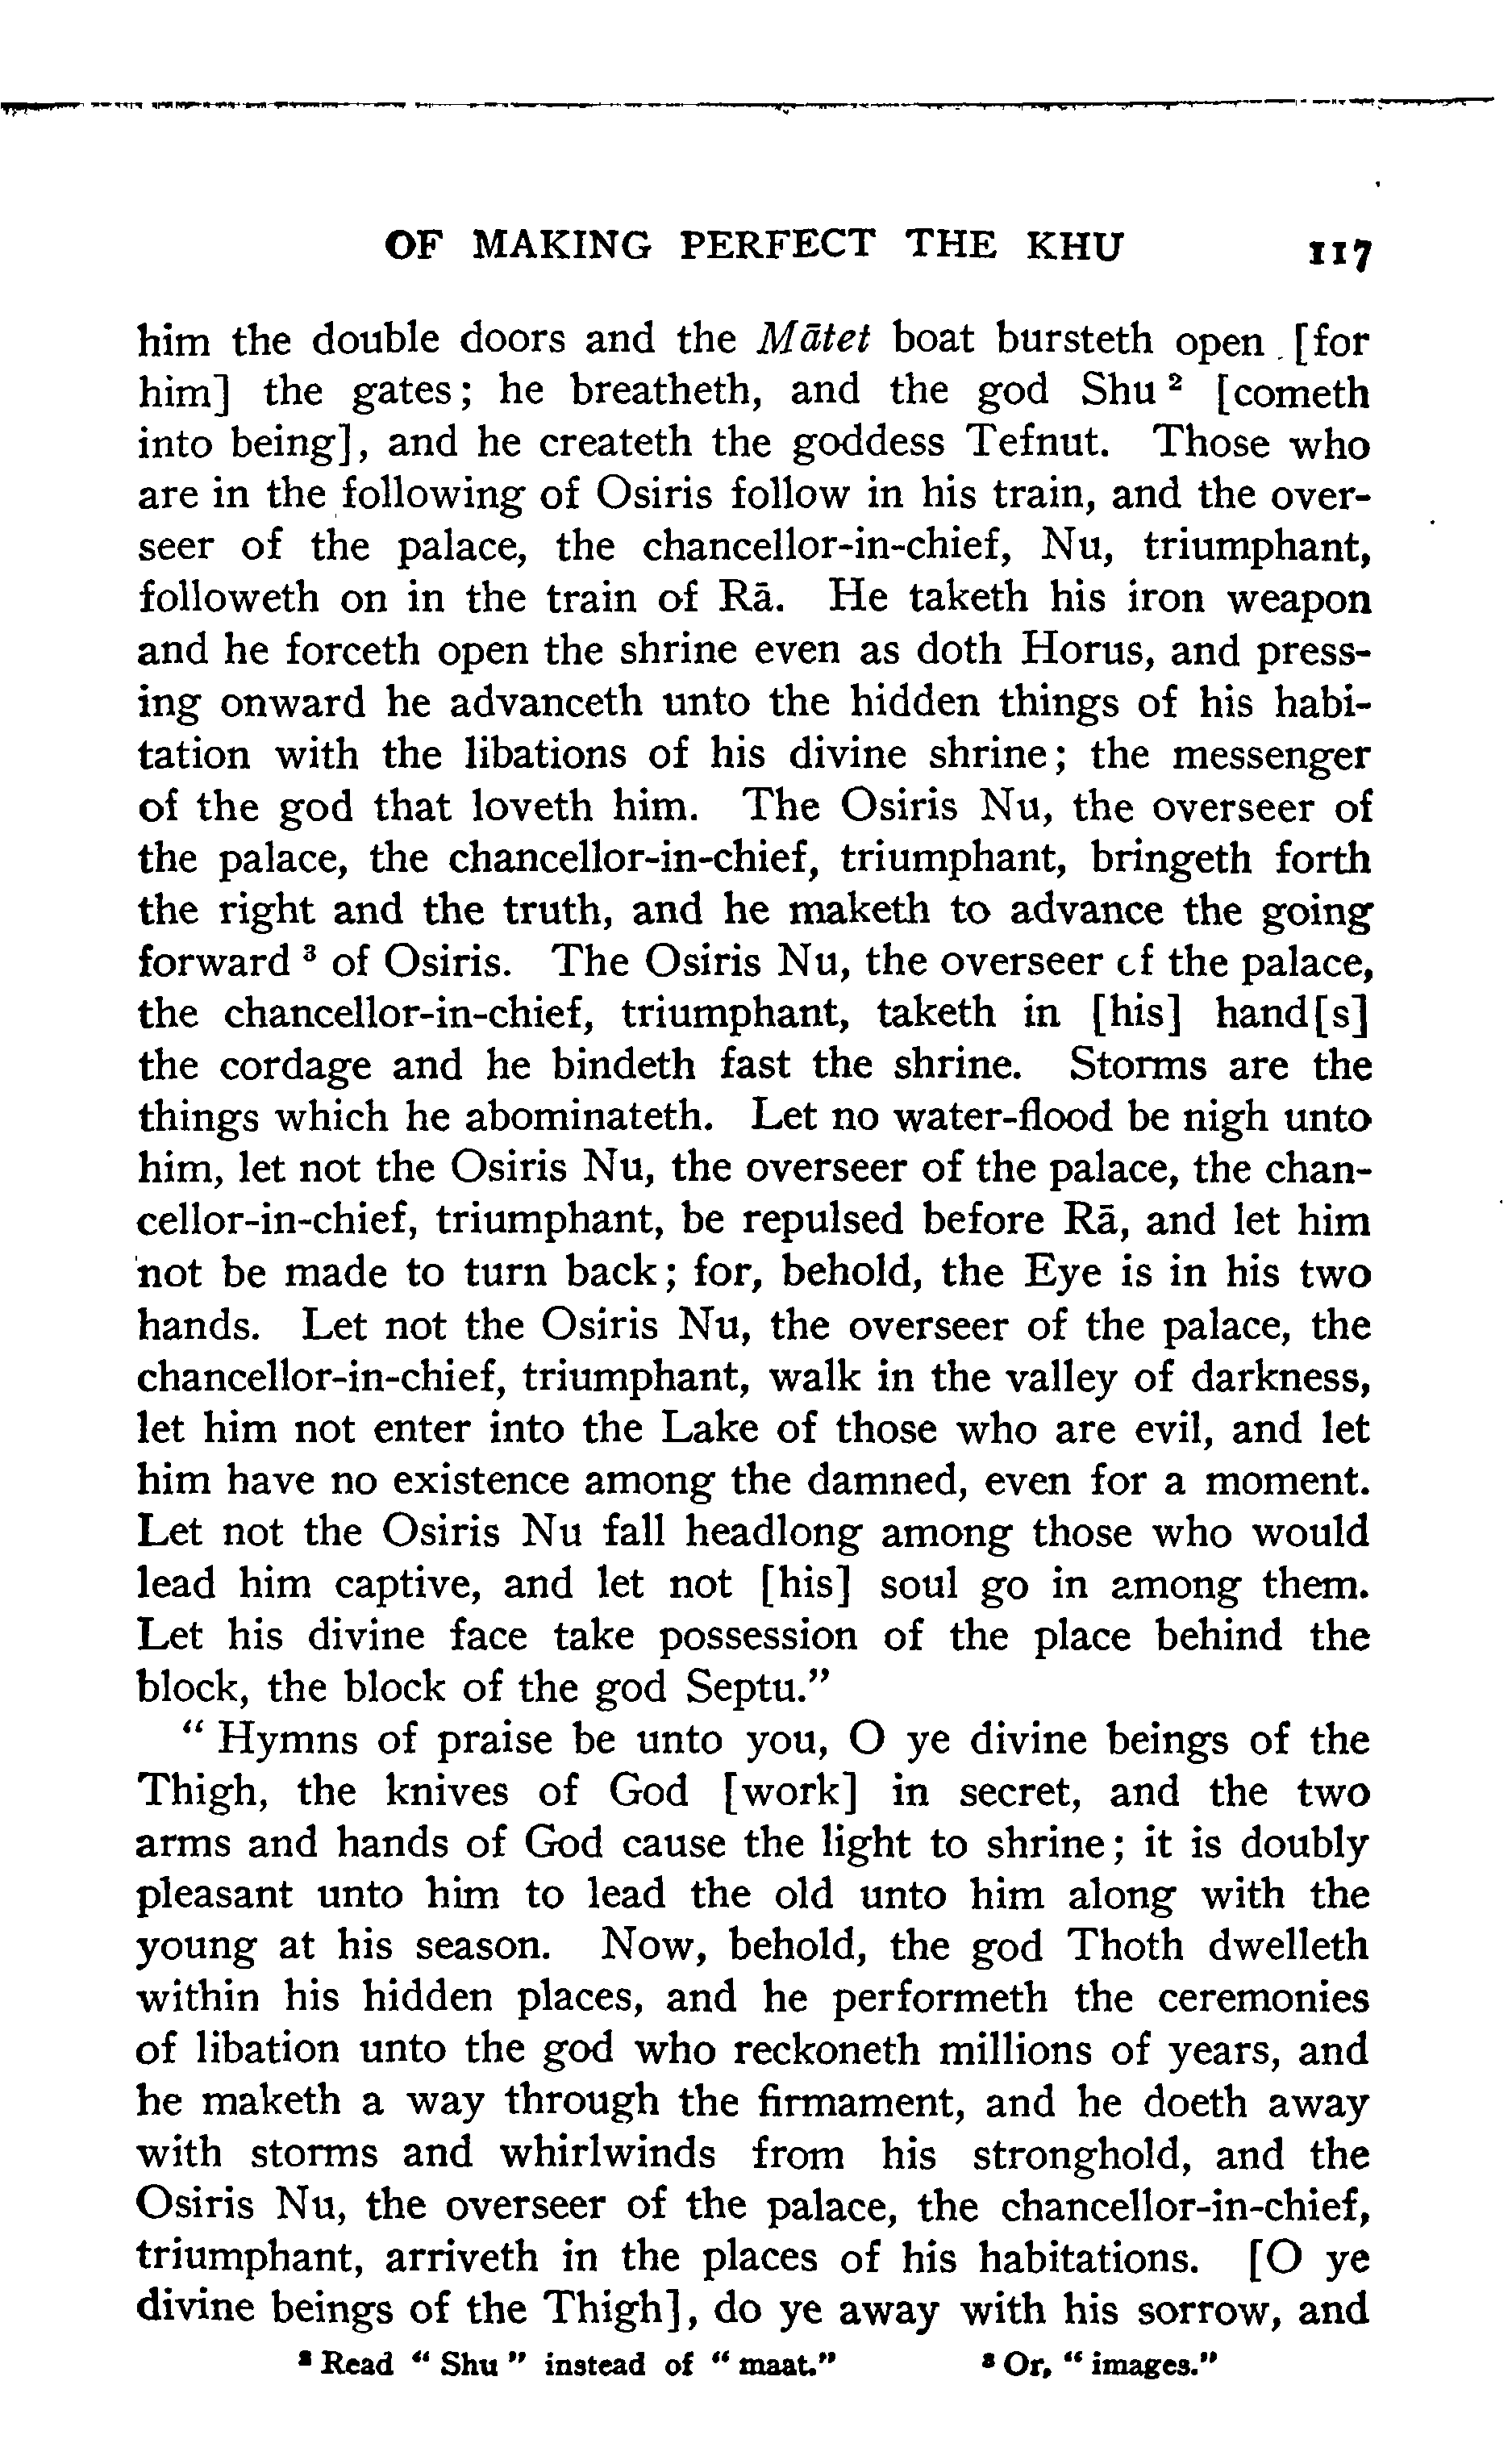 OF MAKING PERFECT THE KHU 117
him the double doors and the Mātet boat bursteth open [for
him] the gates; he breatheth, and the god Shu ² [cometh
into being], and he createth the goddess Tefnut. Those who
are in the following of Osiris follow in his train, and the over-
seer of the palace, the chancellor-in-chief, Nu, triumphant,
followeth on in the train of Rā. He taketh his iron weapon
and he forceth open the shrine even as doth Horus, and press-
ing onward he advanceth unto the hidden things of his habi-
tation with the libations of his divine shrine; the messenger
of the god that loveth him. The Osiris Nu, the overseer of
the palace, the chancellor-in-chief, triumphant, bringeth forth
the right and the truth, and he maketh to advance the going
forward ³ of Osiris. The Osiris Nu, the overseer of the palace,
the chancellor-in-chief, triumphant, taketh in [his] hand[s]
the cordage and he bindeth fast the shrine. Storms are the
things which he abominateth. Let no water-flood be nigh unto
him, let not the Osiris Nu, the overseer of the palace, the chan-
cellor-in-chief, triumphant, be repulsed before Rā, and let him
not be made to turn back; for, behold, the Eye is in his two
hands. Let not the Osiris Nu, the overseer of the palace, the
chancellor-in-chief, triumphant, walk in the valley of darkness,
let him not enter into the Lake of those who are evil, and let
him have no existence among the damned, even for a moment.
Let not the Osiris Nu fall headlong among those who would
lead him captive, and let not [his] soul go in among them.
Let his divine face take possession of the place behind the
block, the block of the god Septu."
" Hymns of praise be unto you, O ye divine beings of the
Thigh, the knives of God [work] in secret, and the two
arms and hands of God cause the light to shrine; it is doubly
pleasant unto him to lead the old unto him along with the
young at his season. Now, behold, the god Thoth dwelleth
within his hidden places, and he performeth the ceremonies
of libation unto the god who reckoneth millions of years, and
he maketh a way through the firmament, and he doeth away
with storms and whirlwinds from his stronghold, and the
Osiris Nu, the overseer of the palace, the chancellor-in-chief,
triumphant, arriveth in the places of his habitations. [O ye
divine beings of the Thigh], do ye away with his sorrow, and
² Read " Shu " instead of " maat." ³ Or, " images."